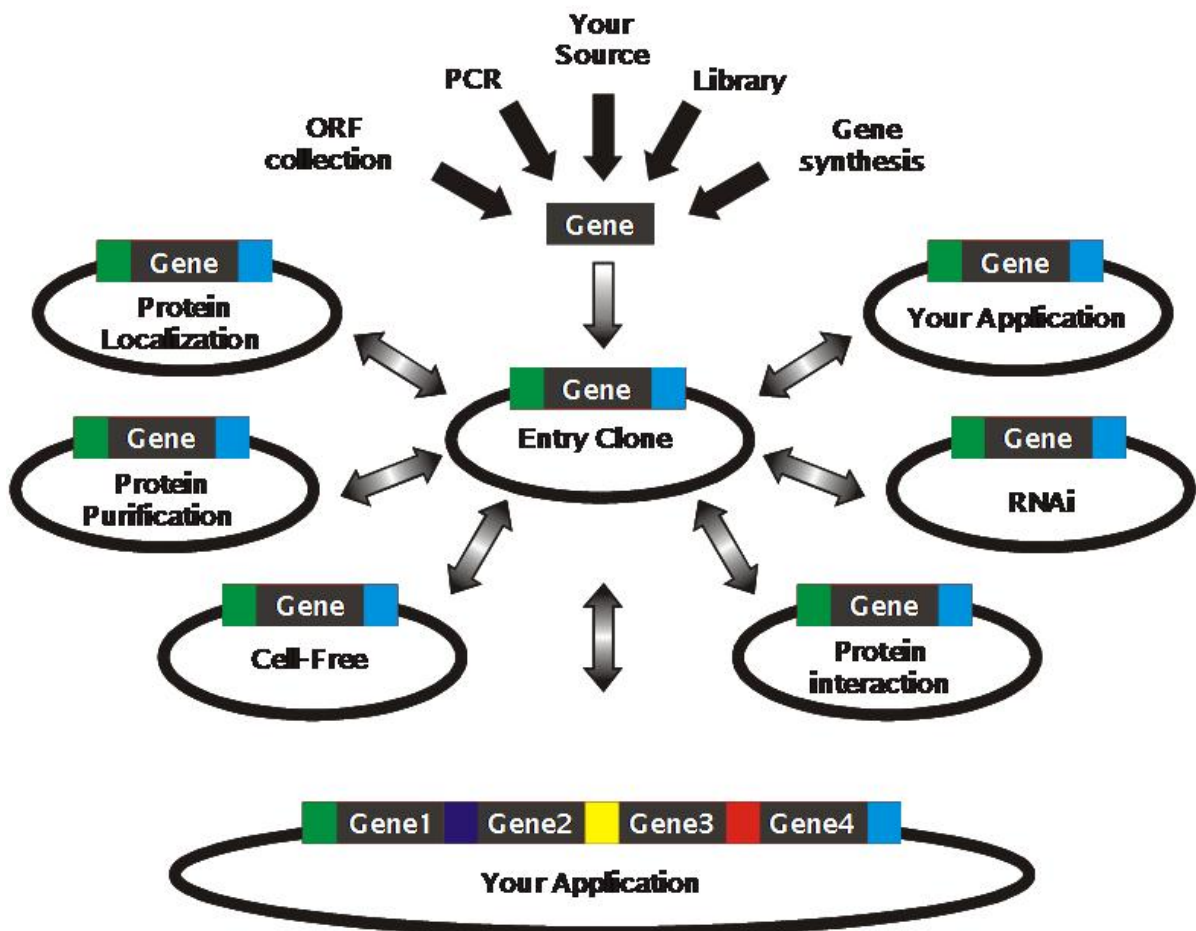 Your
Source
PCR
Library
ORF
collection
Gene
synthesis
Gene
Gene
Protein
Localization
Gene
Your Application
Gene
Entry Clone
Gene
Protein
Purification
Gene
RNAi
Gene
Cell-Free
Gene
Protein
interaction
Gene1 Gene2 Gene3 Gene4
Your Application